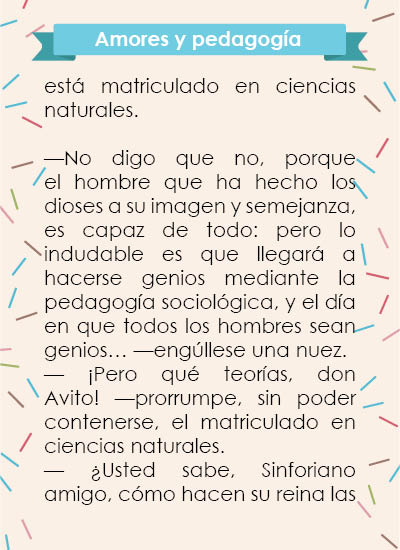 Amores y pedagogía
está matriculado en ciencias
naturales.
—No digo que no, porque
el hombre que ha hecho los
dioses a su imagen y semejanza,
es capaz de todo: pero lo
indudable es que llegará a
hacerse genios mediante la
pedagogía sociológica, y el día
en que todos los hombres sean
genios… —engúllese una nuez.
— ¡Pero qué teorías, don
Avito! —prorrumpe, sin poder
contenerse, el matriculado en
ciencias naturales.
— ¿Usted sabe, Sinforiano
amigo, cómo hacen su reina las